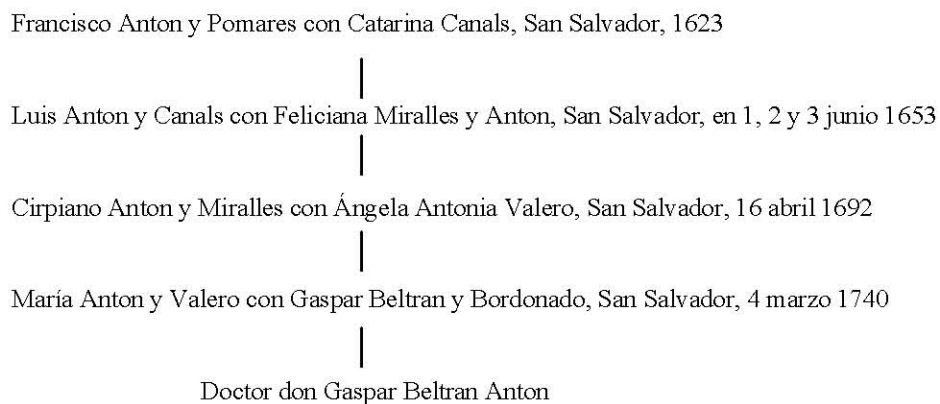 Francisco Anton y Pomares con Catarina Canals, San Salvador, 1623
Luis Anton y Canals con Feliciana Miralles y Anton, San Salvador, en 1, 2 y 3 junio 1653
Cirpiano Anton y Miralles con Ángela Antonia Valero, San Salvador, 16 abril 1692
María Anton y Valero con Gaspar Beltran y Bordonado, San Salvador, 4 marzo 1740
Doctor don Gaspar Beltran Anton